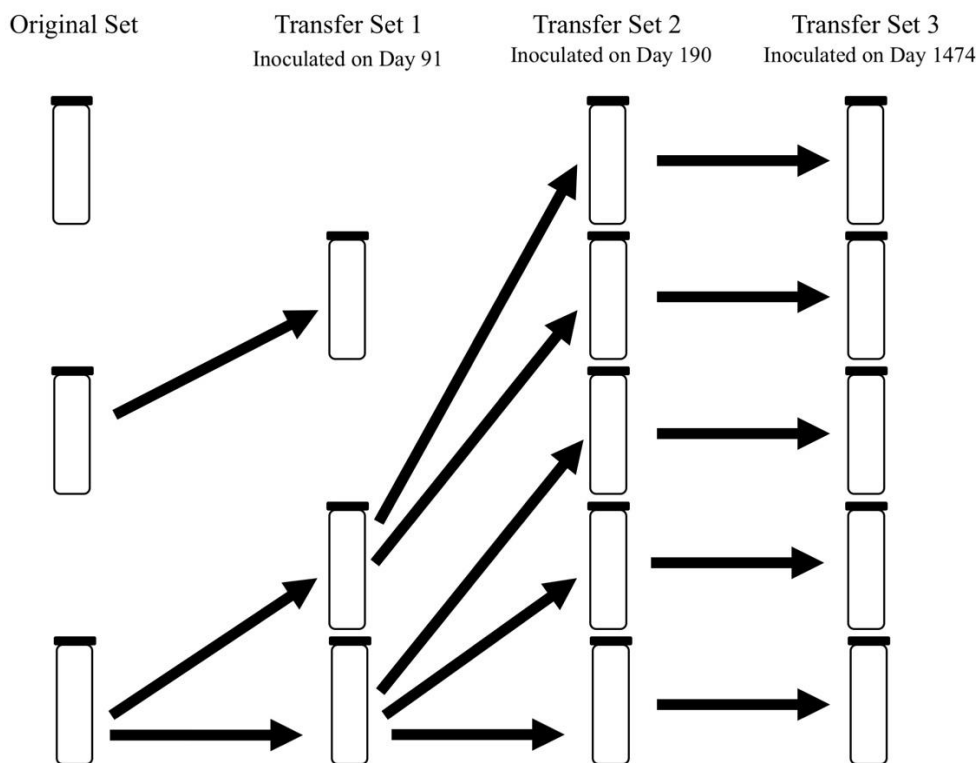 Original Set
Transfer Set 1
Inoculated on Day 91
Transfer Set 2
Inoculated on Day 190
Transfer Set 3
Inoculated on Day 1474